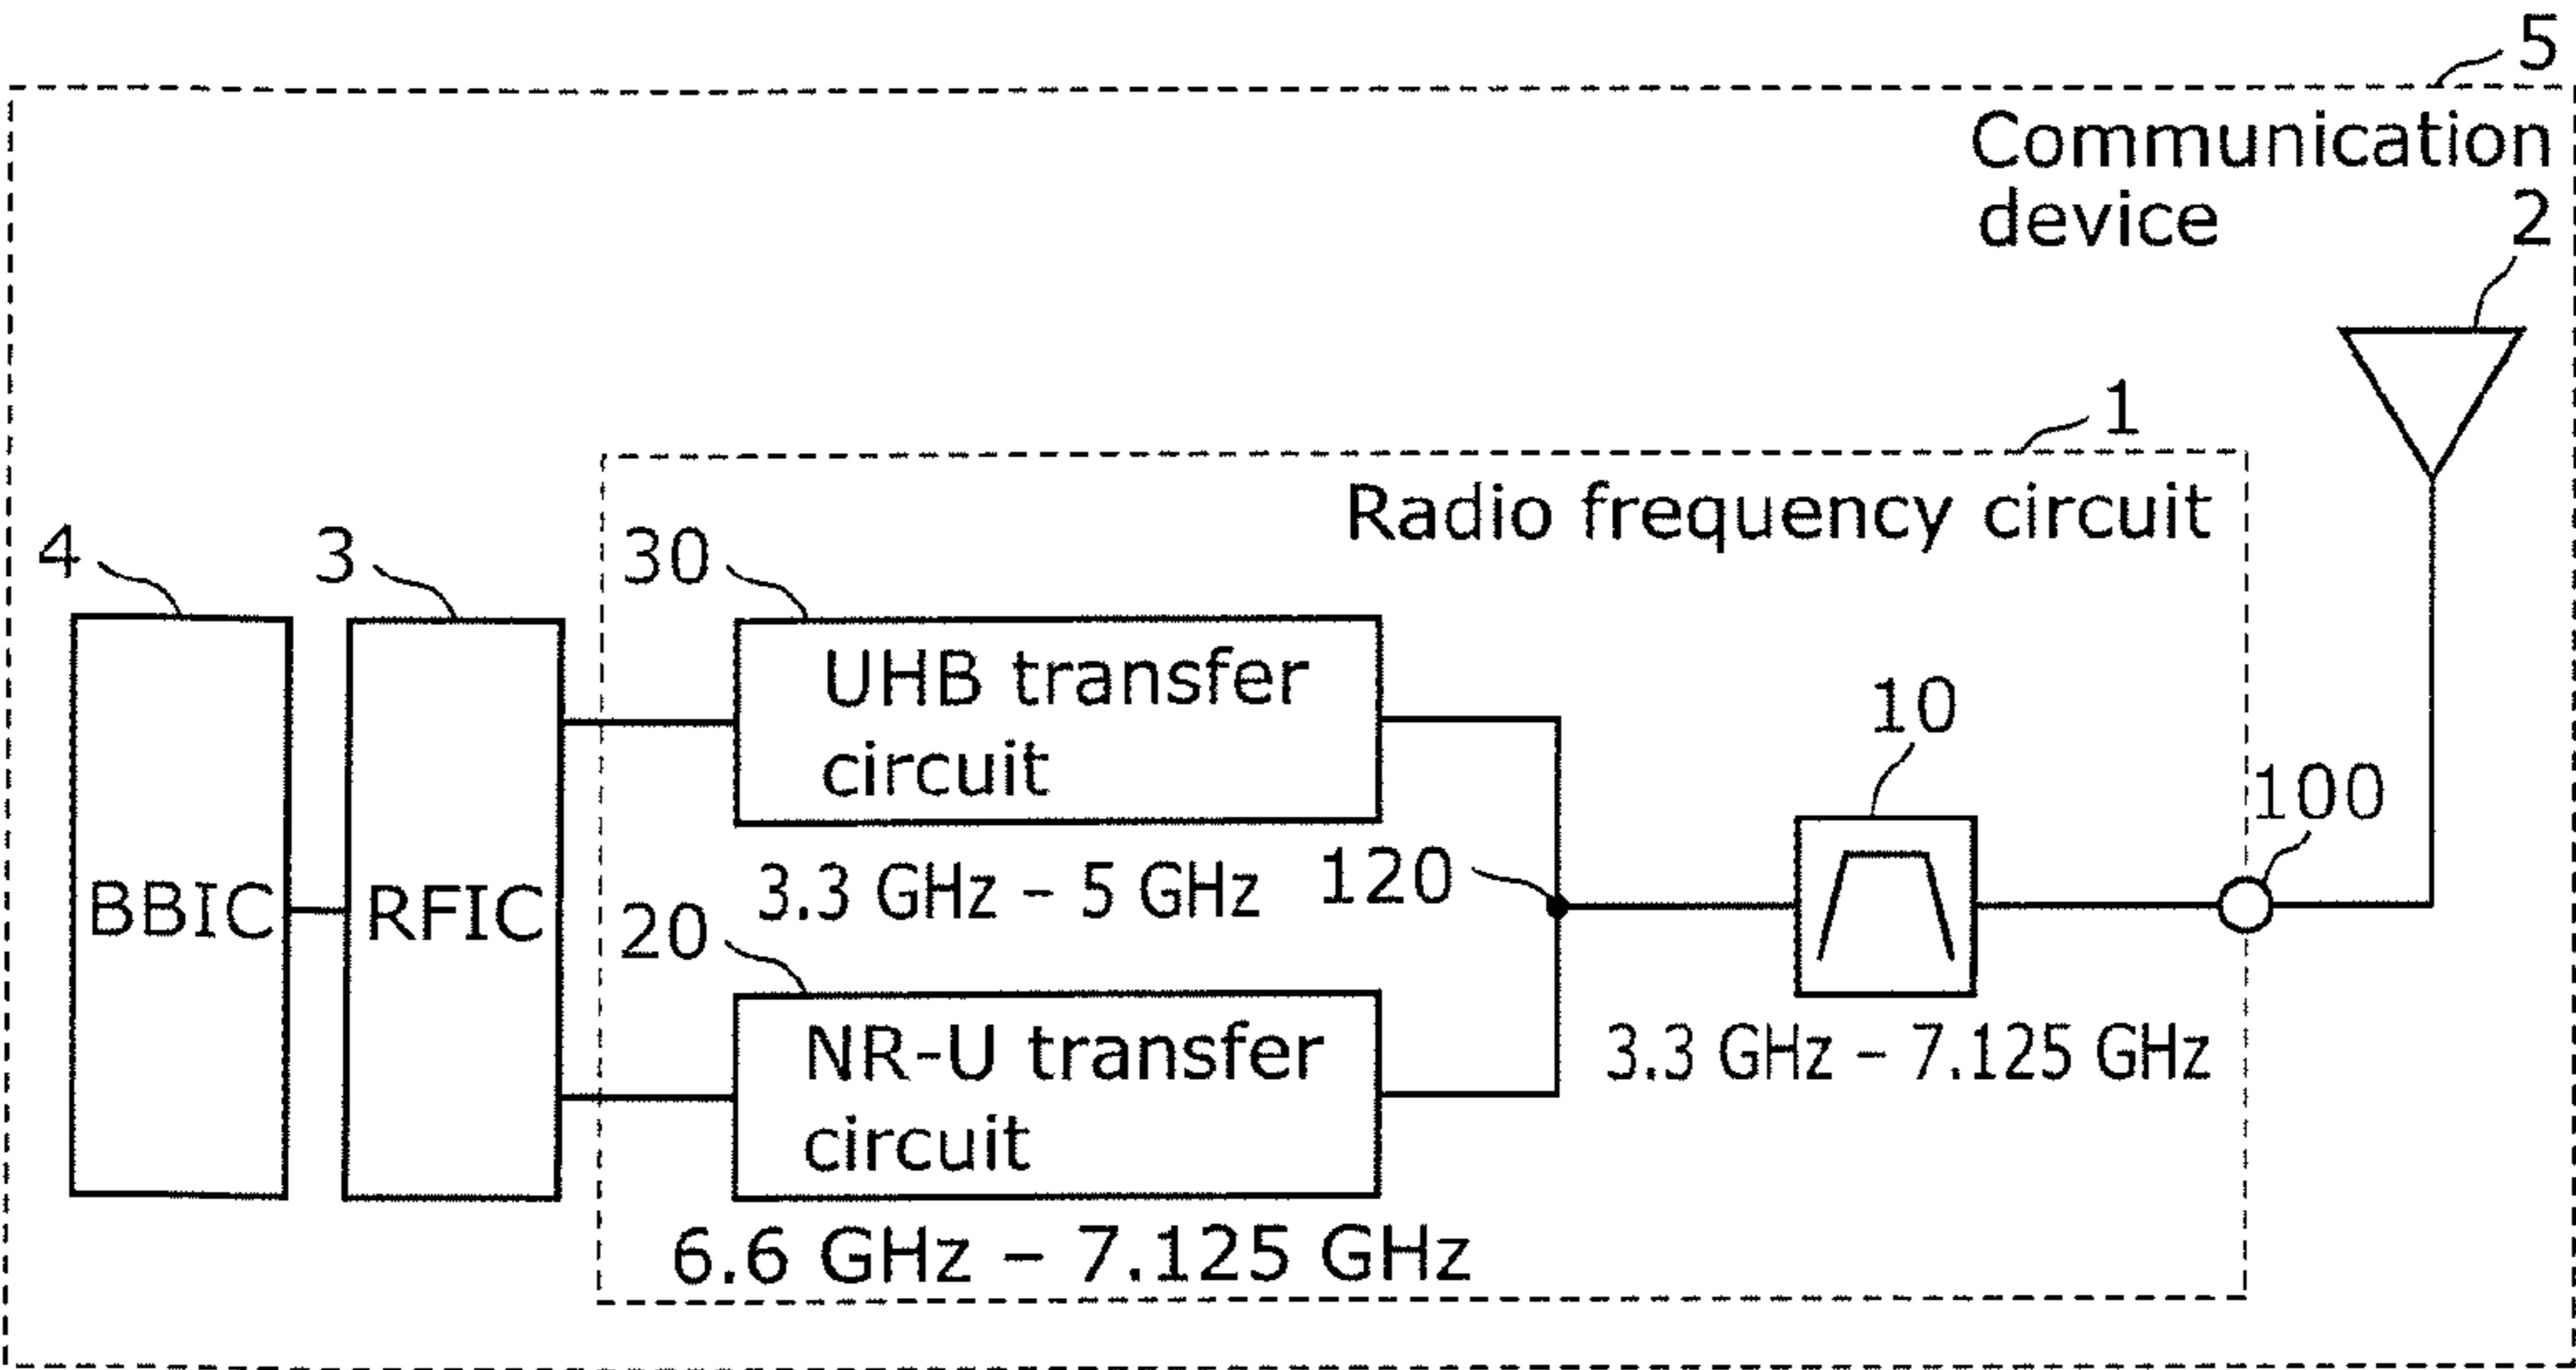 5
Communication
device
2
1
Radio frequency circuit
4
3
30
UHB transfer
circuit
3.3 GHz – 5 GHz
10
100
120
BBIC
RFIC
20
NR-U transfer
circuit
3.3 GHz – 7.125 GHz
6.6 GHz – 7.125 GHz